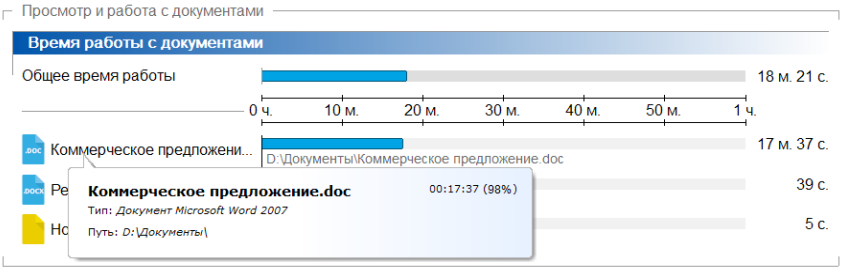 Просмотр и работа с документами
Время работы с документами
Общее время работы 18 м. 21 с.
0 ч. 10 м. 20 м. 30 м. 40 м. 50 м. 1 ч.
.DOC Коммерческое предложени... 17 м. 37 с.
D:\Документы\Коммерческое предложение.doc
.DOCX Ре 39 с.
Но 5 с.
Коммерческое предложение.doc 00:17:37 (98%)
Тип: Документ Microsoft Word 2007
Путь: D:\Документы\